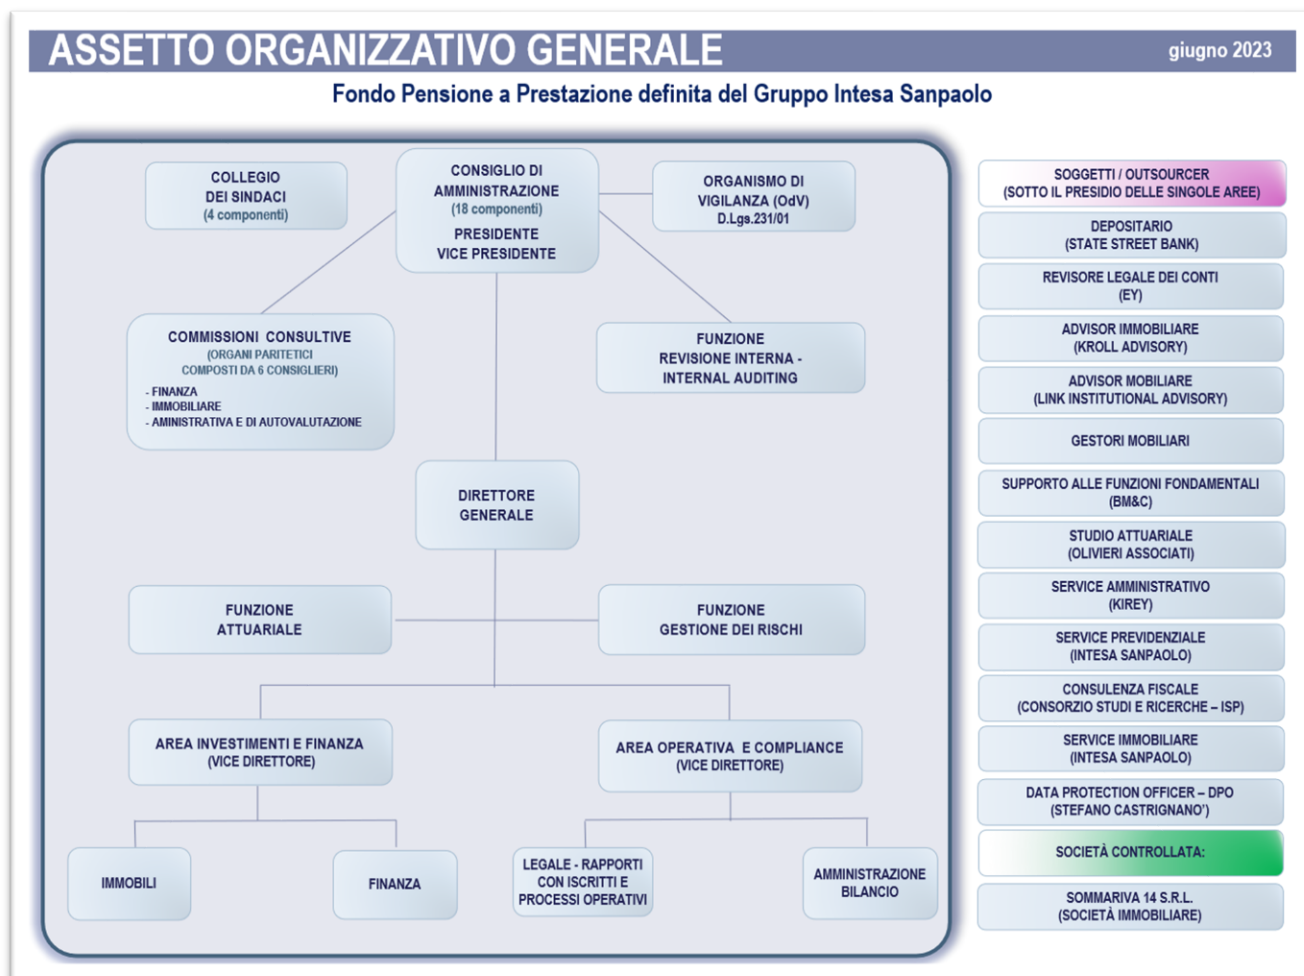 ASSETTO ORGANIZZATIVO GENERALE
giugno 2023
Fondo Pensione a Prestazione definita del Gruppo Intesa Sanpaolo
COLLEGIO
DEI SINDACI
(4 componenti)
CONSIGLIO DI
AMMINISTRAZIONE
(18 componenti)
PRESIDENTE
VICE PRESIDENTE
ORGANISMO DI
VIGILANZA (OdV)
D.Lgs.231/01
COMMISSIONI CONSULTIVE
(ORGANI PARITETICI
COMPOSTI DA 6 CONSIGLIERI)
- FINANZA
- IMMOBILIARE
- AMINISTRATIVA E DI AUTOVALUTAZIONE
FUNZIONE
REVISIONE INTERNA -
INTERNAL AUDITING
DIRETTORE
GENERALE
FUNZIONE
ATTUARIALE
FUNZIONE
GESTIONE DEI RISCHI
AREA INVESTIMENTI E FINANZA
(VICE DIRETTORE)
AREA OPERATIVA E COMPLIANCE
(VICE DIRETTORE)
IMMOBILI
FINANZA
LEGALE - RAPPORTI
CON ISCRITTI E
PROCESSI OPERATIVI
AMMINISTRAZIONE
BILANCIO
SOGGETTI / OUTSOURCER
(SOTTO IL PRESIDIO DELLE SINGOLE AREE)
DEPOSITARIO
(STATE STREET BANK)
REVISORE LEGALE DEI CONTI
(EY)
ADVISOR IMMOBILIARE
(KROLL ADVISORY)
ADVISOR MOBILIARE
(LINK INSTITUTIONAL ADVISORY)
GESTORI MOBILIARI
SUPPORTO ALLE FUNZIONI FONDAMENTALI
(BM&C)
STUDIO ATTUARIALE
(OLIVIERI ASSOCIATI)
SERVICE AMMINISTRATIVO
(KIREY)
SERVICE PREVIDENZIALE
(INTESA SANPAOLO)
CONSULENZA FISCALE
(CONSORZIO STUDI E RICERCHE – ISP)
SERVICE IMMOBILIARE
(INTESA SANPAOLO)
DATA PROTECTION OFFICER – DPO
(STEFANO CASTRIGNANO')
SOCIETÀ CONTROLLATA:
SOMMARIVA 14 S.R.L.
(SOCIETÀ IMMOBILIARE)